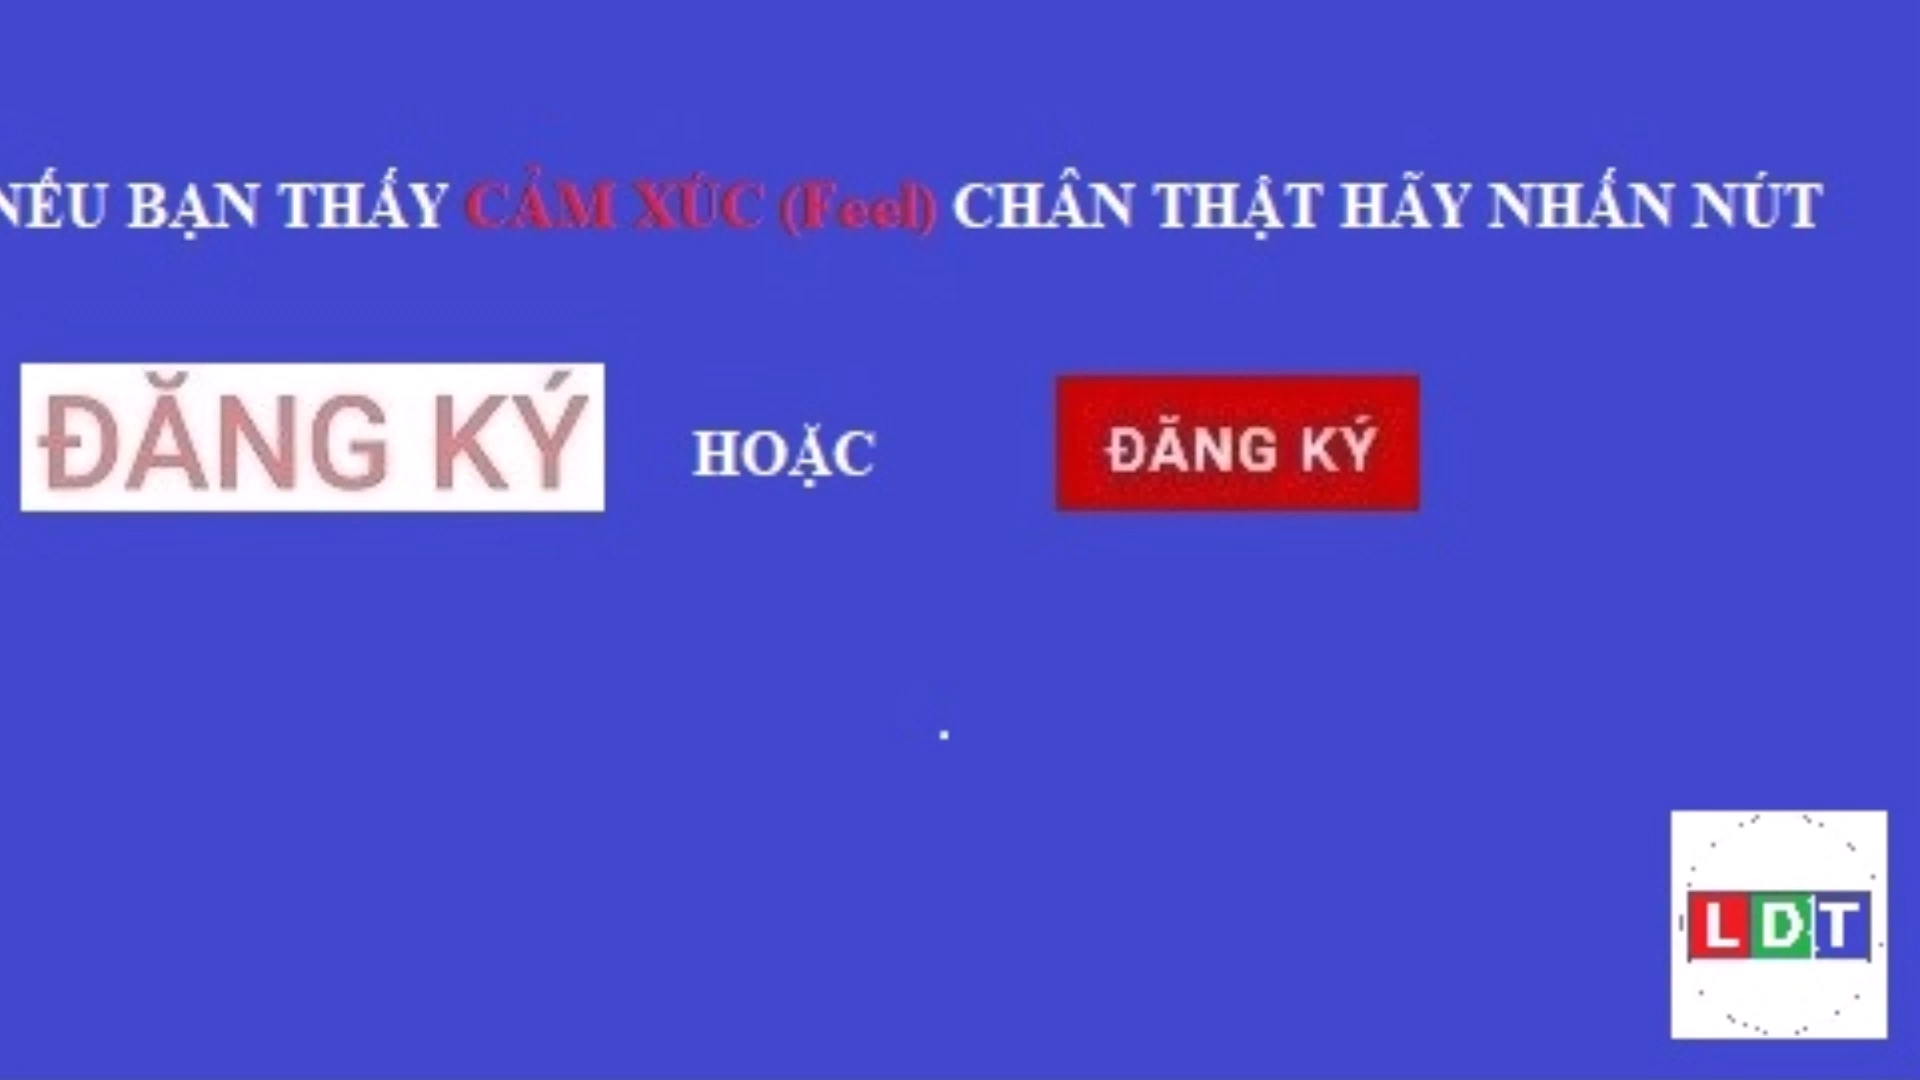 NẾU BẠN THẤY CẢM XÚC (Feel) CHÂN THẬT HÃY NHẤN NÚT
ĐĂNG KÝ HOẶC ĐĂNG KÝ
.
LDT